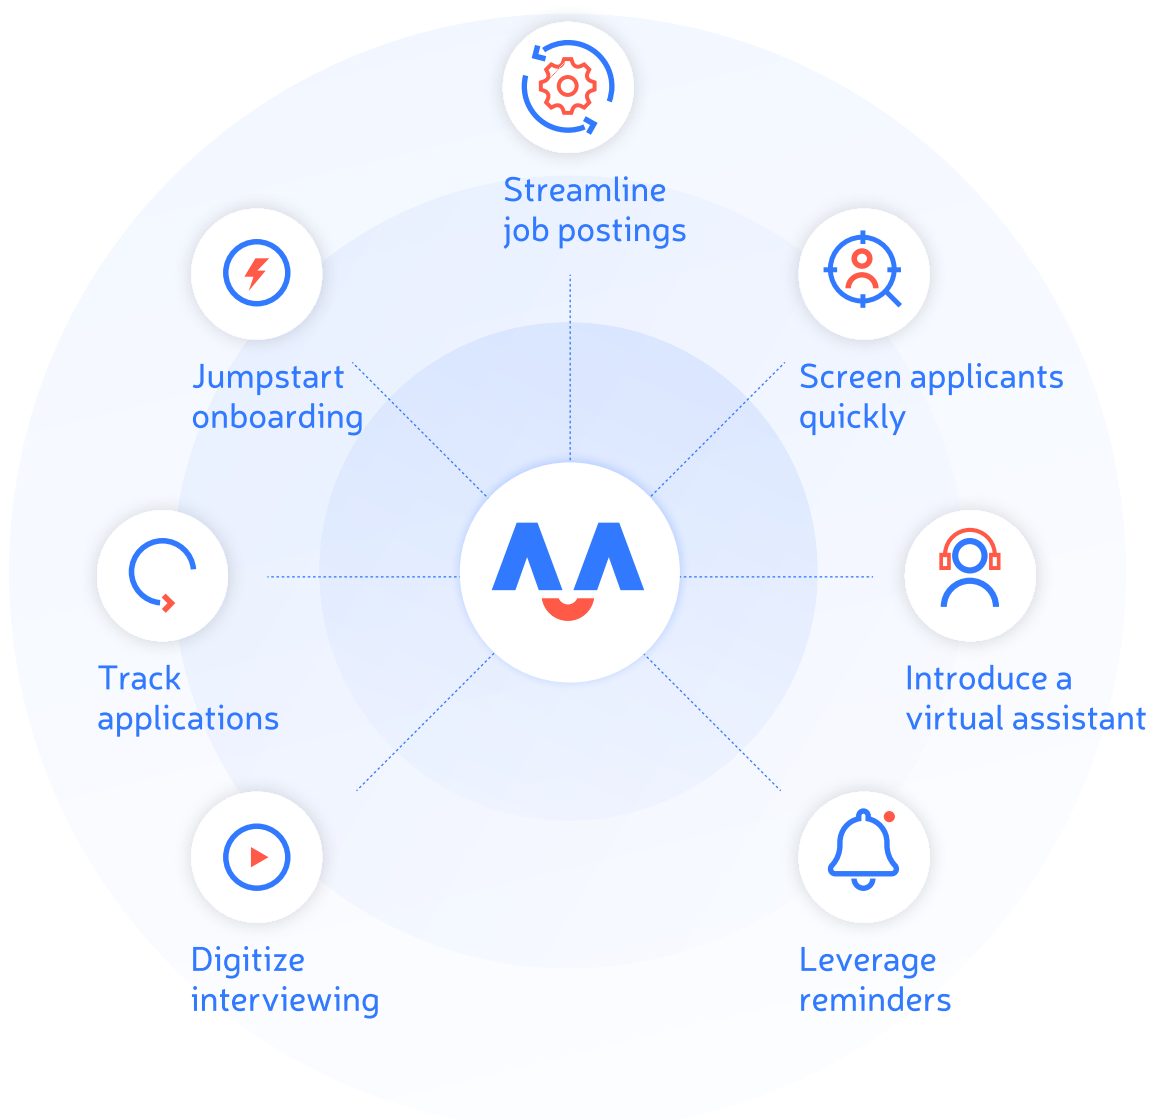 Streamline
job postings
Jumpstart
onboarding
Screen applicants
quickly
Track
applications
Introduce a
virtual assistant
Digitize
interviewing
Leverage
reminders